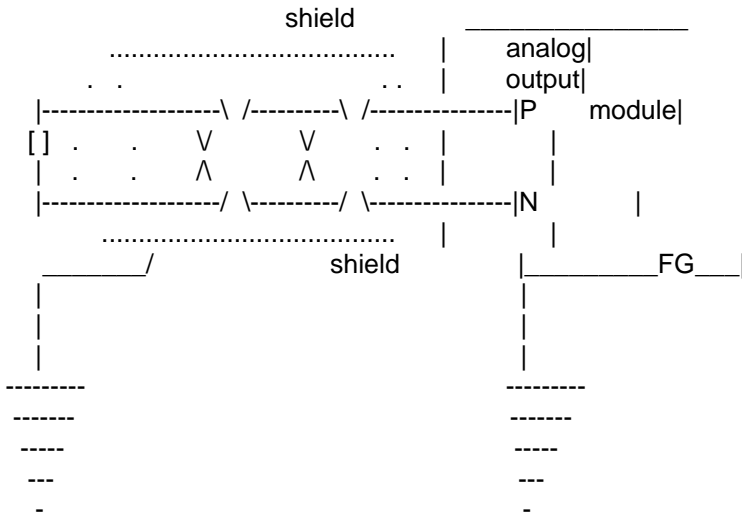 shield
analog|
output|
P module|
[ ]
N
shield
FG